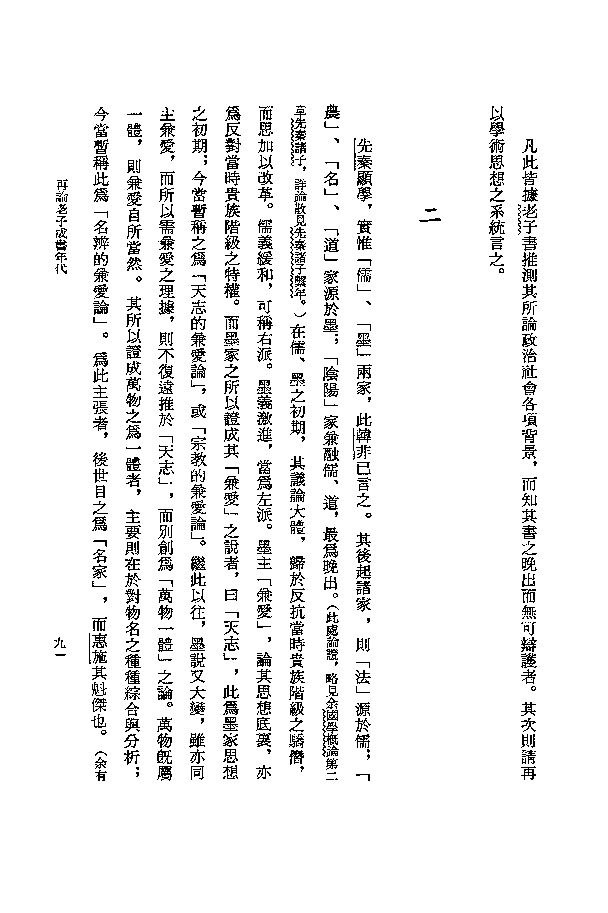 凡此皆據老子書推測其所論政治社會各項背景，而知其書之晚出而無可辯護者。其次則請再
以學術思想之系統言之。
二
先秦顯學，實惟「儒」、「墨」兩家，此韓非已言之。其後起諸家，則「法」源於儒；「
農」、「名」、「道」家源於墨；「陰陽」家兼融儒、道，最爲晚出。（此處論證，略見余國學概論第二
章先秦諸子，詳論散見先秦諸子繫年。）在儒、墨之初期，其議論大體，歸於反抗當時貴族階級之驕僭，
而思加以改革。儒義緩和，可稱右派。墨義激進，當爲左派。墨主「兼愛」，論其思想底裏，亦
爲反對當時貴族階級之特權。而墨家之所以證成其「兼愛」之說者，曰「天志」，此爲墨家思想
之初期；今當暫稱之爲「天志的兼愛論」，或「宗教的兼愛論」。繼此以往，墨說又大變，雖亦同
主兼愛，而所以需兼愛之理據，則不復遠推於「天志」，而別創爲「萬物一體」之論。萬物既屬
一體，則兼愛自所當然。其所以證成萬物之爲一體者，主要則在於對物名之種種綜合與分析；
今當暫稱此爲「名辨的兼愛論」。爲此主張者，後世目之爲「名家」，而惠施其魁傑也。（余有
再論老子成書年代
九一